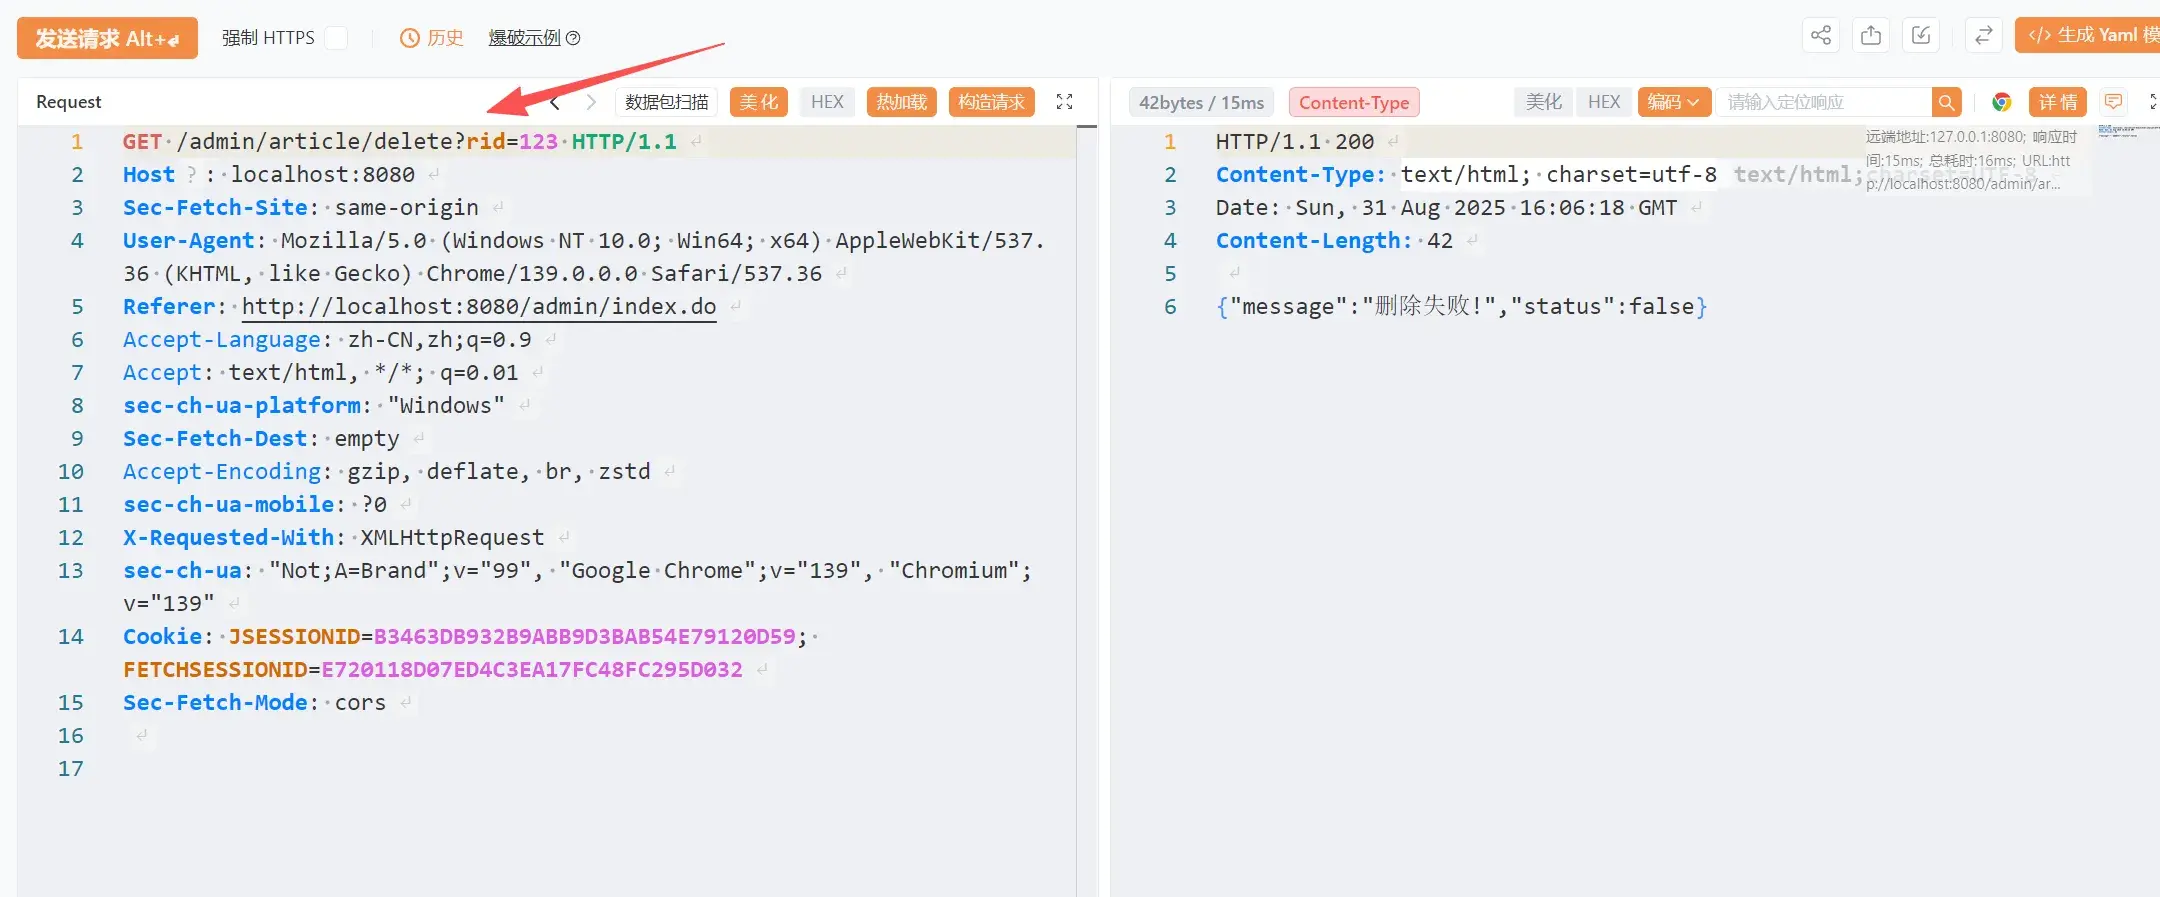 发送请求 Alt+↵ 强制 HTTPS 历史 爆破示例 </> 生成 Yaml 模
Request 数据包扫描 美化 HEX 热加载 构造请求
1 GET /admin/article/delete?rid=123 HTTP/1.1
2 Host ? : localhost:8080
3 Sec-Fetch-Site: same-origin
4 User-Agent: Mozilla/5.0 (Windows NT 10.0; Win64; x64) AppleWebKit/537.
36 (KHTML, like Gecko) Chrome/139.0.0.0 Safari/537.36
5 Referer: http://localhost:8080/admin/index.do
6 Accept-Language: zh-CN,zh;q=0.9
7 Accept: text/html, */*; q=0.01
8 sec-ch-ua-platform: "Windows"
9 Sec-Fetch-Dest: empty
10 Accept-Encoding: gzip, deflate, br, zstd
11 sec-ch-ua-mobile: ?0
12 X-Requested-With: XMLHttpRequest
13 sec-ch-ua: "Not;A=Brand";v="99", "Google Chrome";v="139", "Chromium";
v="139"
14 Cookie: JSESSIONID=B3463DB932B9ABB9D3BAB54E79120D59;
FETCHSESSIONID=E720118D07ED4C3EA17FC48FC295D032
15 Sec-Fetch-Mode: cors
16
17
42bytes / 15ms Content-Type 美化 HEX 编码 请输入定位响应 详情
1 HTTP/1.1 200
2 Content-Type: text/html; charset=utf-8 text/html;charset=UTF-8
3 Date: Sun, 31 Aug 2025 16:06:18 GMT
4 Content-Length: 42
5
6 {"message":"删除失败!","status":false}
远端地址:127.0.0.1:8080; 响应时
间:15ms; 总耗时:16ms; URL:htt
p://localhost:8080/admin/ar...